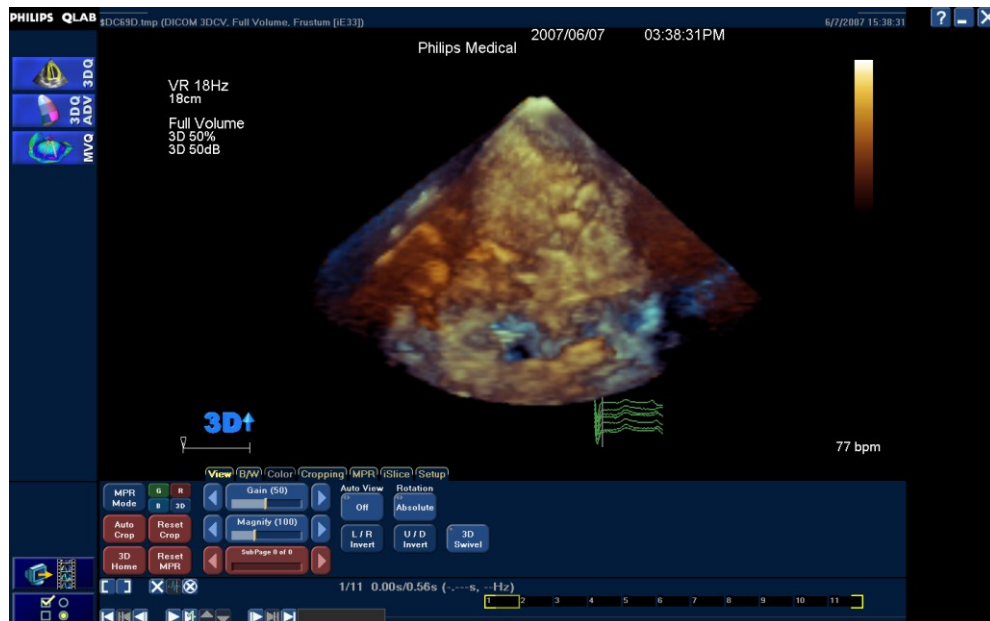 PHILIPS QLAB $DC69D.tmp (DICOM 3DCV, Full Volume, Frustum [iE33]) 6/7/2007 15:38:31 ? X
Philips Medical 2007/06/07 03:38:31PM
3DQ
3DQ ADV
MVQ
VR 18Hz
18cm
Full Volume
3D 50%
3D 50dB
3D
77 bpm
View B/W Color Cropping MPR iSlice Setup
MPR Mode G R B 3D Gain (50) Auto View Off Rotation Absolute
Auto Crop Reset Crop Magnify (100) L / R Invert U / D Invert 3D Swivel
3D Home Reset MPR SubPage 0 of 0
1/11 0.00s/0.56s (-.---s, --Hz)
1 2 3 4 5 6 7 8 9 10 11